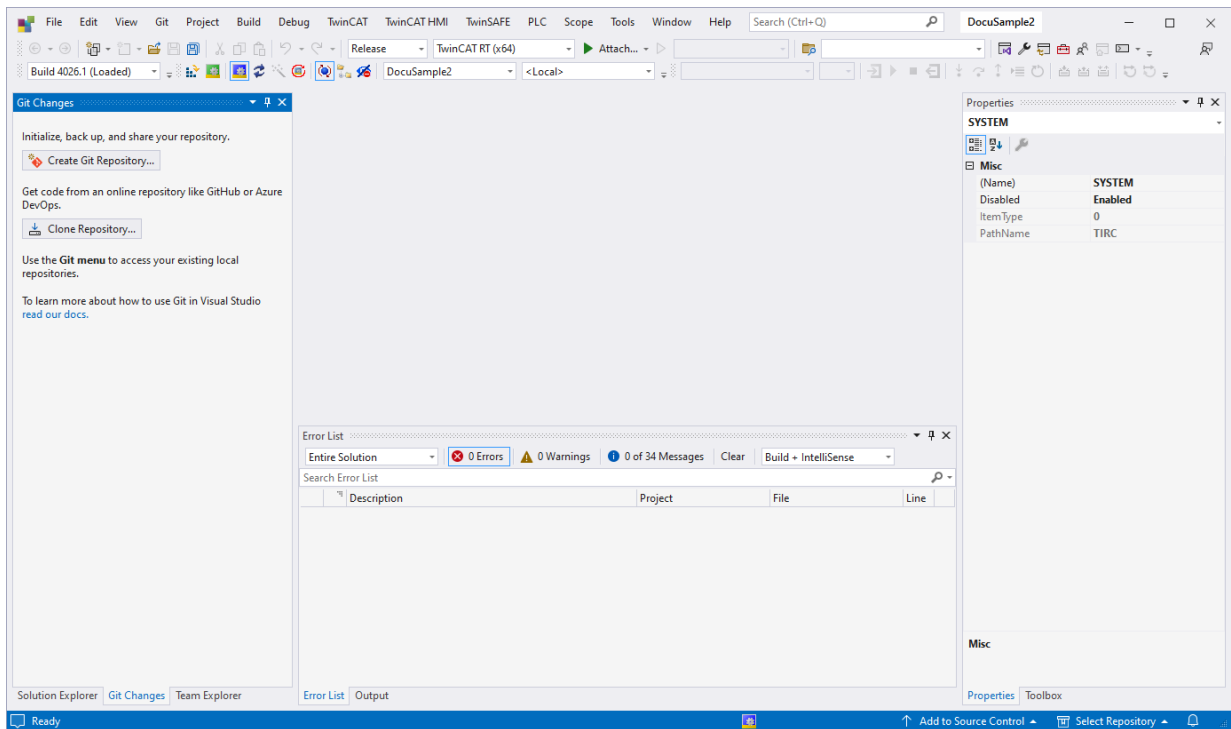 File Edit View Git Project Build Debug TwinCAT TwinCAT HMI TwinSAFE PLC Scope Tools Window Help Search (Ctrl+Q) DocuSample2
Release TwinCAT RT (x64) Attach...
Build 4026.1 (Loaded) DocuSample2 <Local>
Git Changes
Initialize, back up, and share your repository.
Create Git Repository...
Get code from an online repository like GitHub or Azure
DevOps.
Clone Repository...
Use the Git menu to access your existing local
repositories.
To learn more about how to use Git in Visual Studio
read our docs.
Solution Explorer Git Changes Team Explorer
Error List
Entire Solution 0 Errors 0 Warnings 0 of 34 Messages Clear Build + IntelliSense
Search Error List
Description Project File Line
Error List Output
Properties
SYSTEM
Misc
(Name) SYSTEM
Disabled Enabled
ItemType 0
PathName TIRC
Misc
Properties Toolbox
Ready Add to Source Control Select Repository